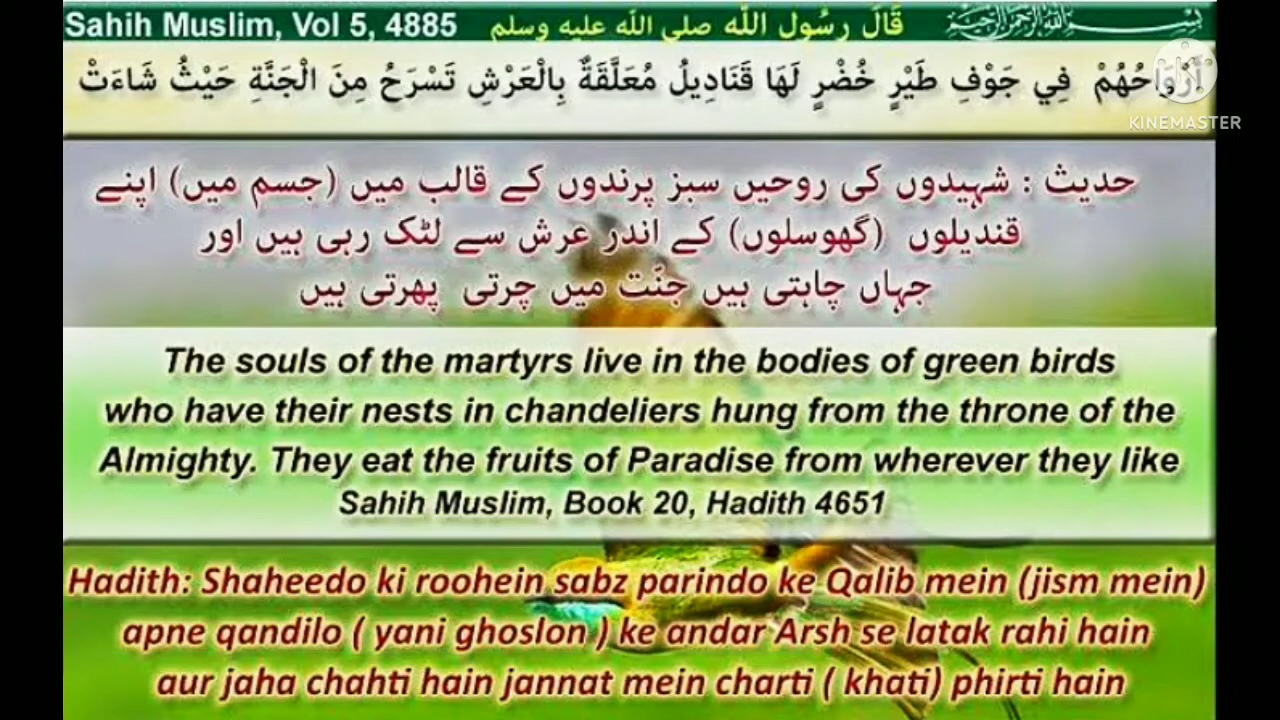 Sahih Muslim, Vol 5, 4885 قَالَ رسُول اللّه صلى اللّه عليه وسلم بِسْمِ اللهِ الرَّحْمٰنِ الرَّحِيْمِ
أَرْوَاحُهُمْ فِي جَوْفِ طَيْرٍ خُضْرٍ لَهَا قَنَادِيلُ مُعَلَّقَةٌ بِالْعَرْشِ تَسْرَحُ مِنَ الْجَنَّةِ حَيْثُ شَاءَتْ
KINEMASTER
حدیث : شہیدوں کی روحیں سبز پرندوں کے قالب میں (جسم میں) اپنے
قندیلوں (گھوسلوں) کے اندر عرش سے لٹک رہی ہیں اور
جہاں چاہتی ہیں جنّت میں چرتی پھرتی ہیں
The souls of the martyrs live in the bodies of green birds
who have their nests in chandeliers hung from the throne of the
Almighty. They eat the fruits of Paradise from wherever they like
Sahih Muslim, Book 20, Hadith 4651
Hadith: Shaheedo ki roohein sabz parindo ke Qalib mein (jism mein)
apne qandilo ( yani ghoslon ) ke andar Arsh se latak rahi hain
aur jaha chahti hain jannat mein charti ( khati) phirti hain